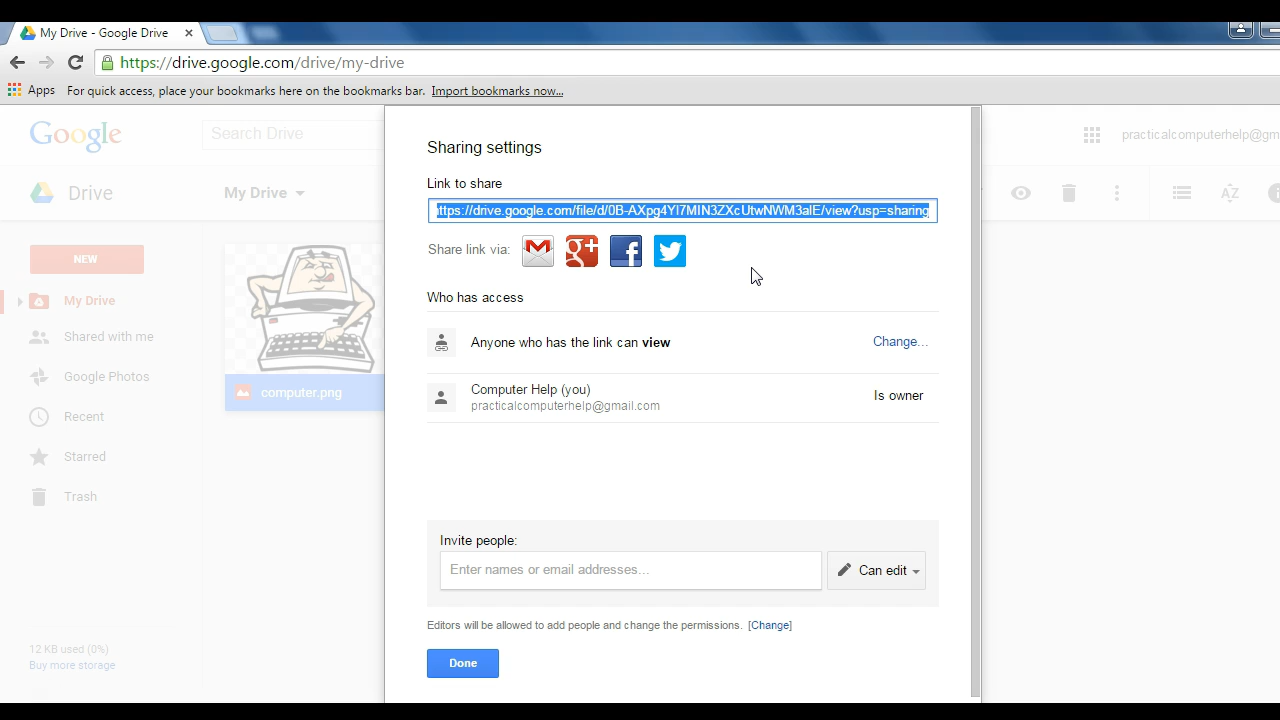 My Drive - Google Drive
https://drive.google.com/drive/my-drive
Apps For quick access, place your bookmarks here on the bookmarks bar. Import bookmarks now...
Google
Search Drive
practicalcomputerhelp@gm
Drive
My Drive
NEW
My Drive
Shared with me
Google Photos
Recent
Starred
Trash
12 KB used (0%)
Buy more storage
computer.png
Sharing settings
Link to share
ttps://drive.google.com/file/d/0B-AXpg4YI7MIN3ZXcUtwNWM3alE/view?usp=sharing
Share link via:
Who has access
Anyone who has the link can view
Change...
Computer Help (you)
practicalcomputerhelp@gmail.com
Is owner
Invite people:
Enter names or email addresses...
Can edit
Editors will be allowed to add people and change the permissions. [Change]
Done